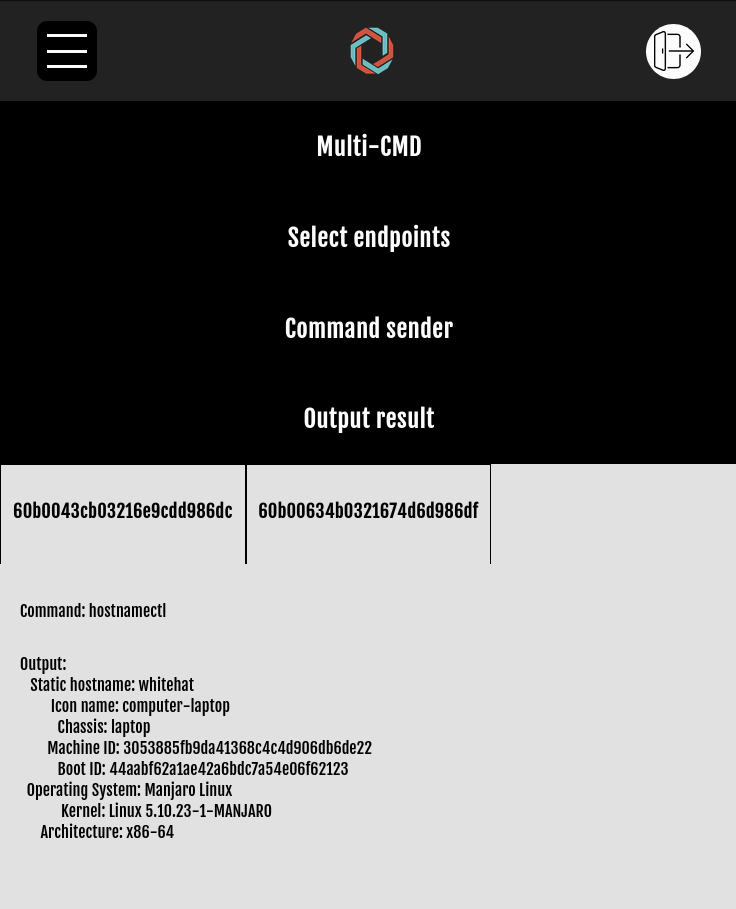 Multi-CMD
Select endpoints
Command sender
Output result
60b0043cb03216e9cdd986dc
60b00634b0321674d6d986df
Command: hostnamectl
Output:
Static hostname: whitehat
Icon name: computer-laptop
Chassis: laptop
Machine ID: 3053885fb9da41368c4c4d906db6de22
Boot ID: 44aabf62a1ae42a6bdc7a54e06f62123
Operating System: Manjaro Linux
Kernel: Linux 5.10.23-1-MANJARO
Architecture: x86-64